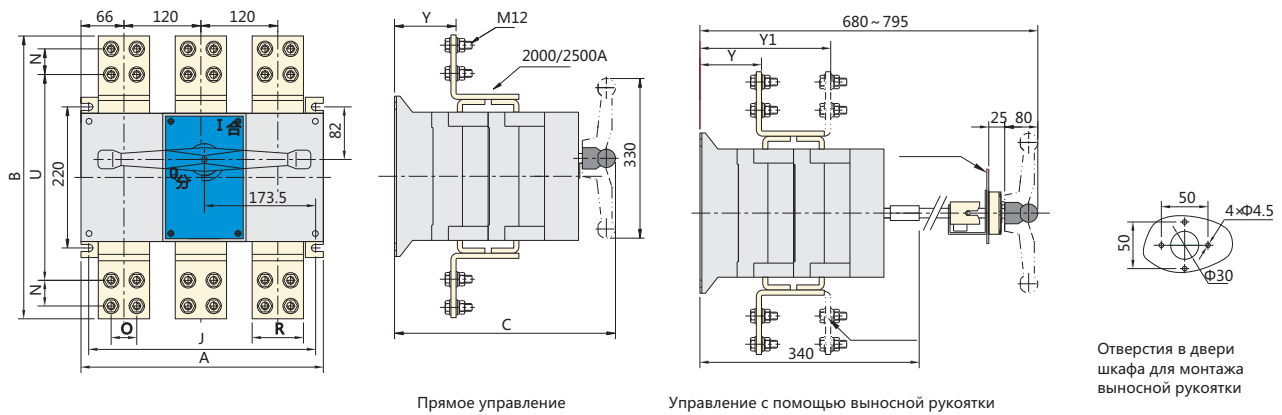 66
120
120
N
B
U
220
I合
0分
82
173.5
N
O
R
J
A
Y
M12
2000/2500A
330
C
Прямое управление
680~795
Y1
Y
25
80
340
Управление с помощью выносной рукоятки
50
4×Φ4.5
50
Φ30
Отверстия в двери
шкафа для монтажа
выносной рукоятки